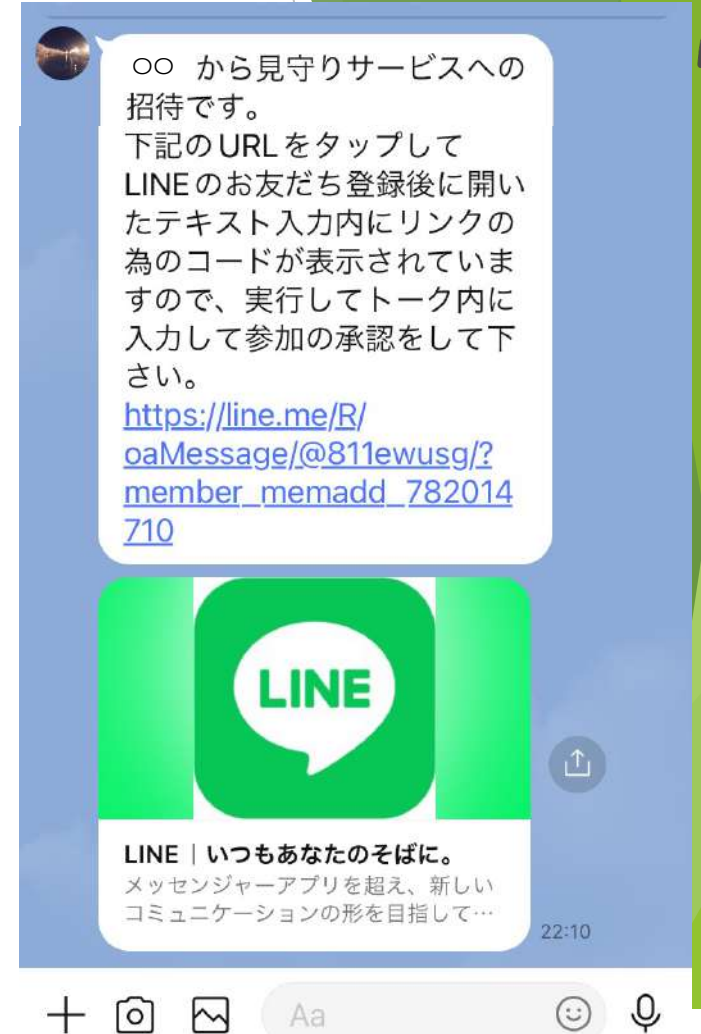 ○○ から見守りサービスへの
招待です。
下記のURLをタップして
LINEのお友だち登録後に開い
たテキスト入力内にリンクの
為のコードが表示されていま
すので、実行してトーク内に
入力して参加の承認をして下
さい。
https://line.me/R/
oaMessage/@811ewusg/?
member_memadd_782014
710
LINE
LINE｜いつもあなたのそばに。
メッセンジャーアプリを超え、新しい
コミュニケーションの形を目指して…
22:10
Aa